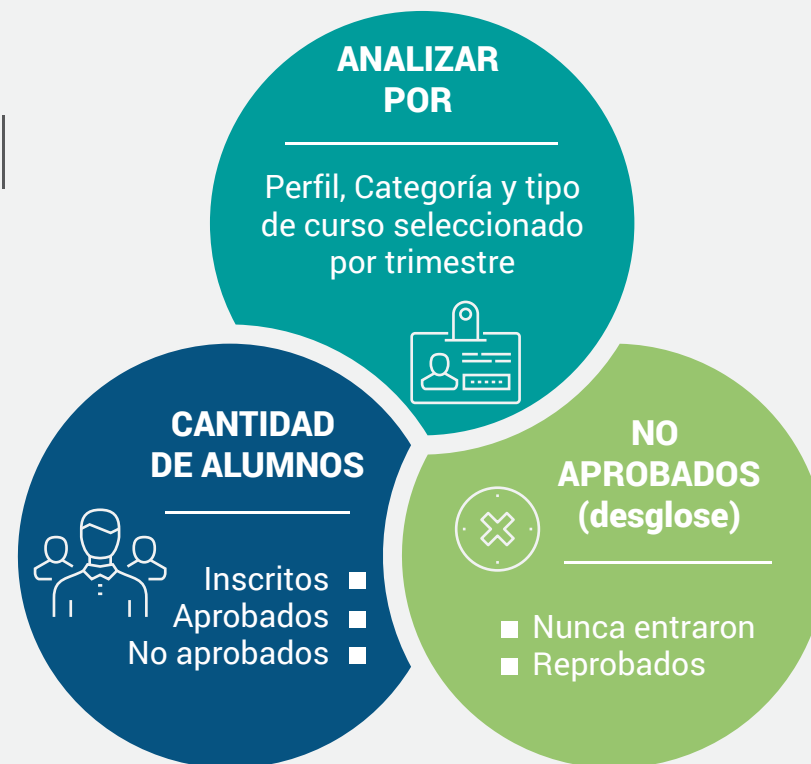 ANALIZAR
POR
Perfil, Categoría y tipo
de curso seleccionado
por trimestre
CANTIDAD
DE ALUMNOS
Inscritos
Aprobados
No aprobados
NO
APROBADOS
(desglose)
Nunca entraron
Reprobados